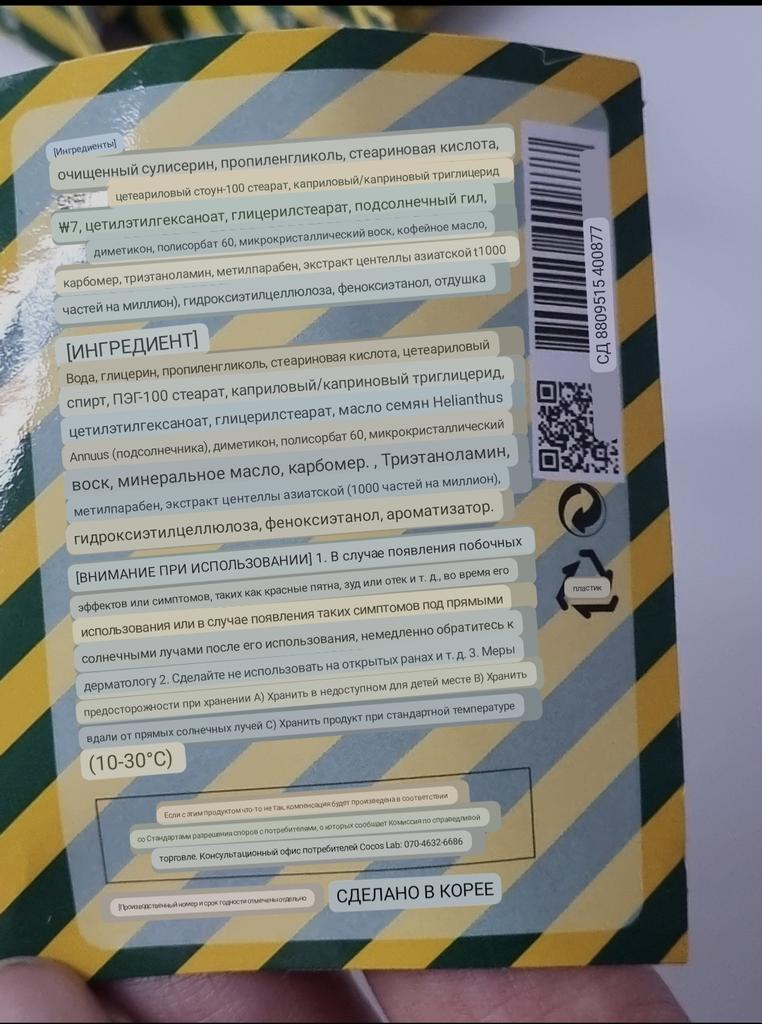 [Ингредиенты]
очищенный сулисерин, пропиленгликоль, стеариновая кислота,
цетеариловый стоун-100 стеарат, каприловый/каприновый триглицерид
₩7, цетилэтилгексаноат, глицерилстеарат, подсолнечный гил,
диметикон, полисорбат 60, микрокристаллический воск, кофейное масло,
карбомер, триэтаноламин, метилпарабен, экстракт центеллы азиатской t1000
частей на миллион), гидроксиэтилцеллюлоза, феноксиэтанол, отдушка
[ИНГРЕДИЕНТ]
Вода, глицерин, пропиленгликоль, стеариновая кислота, цетеариловый
спирт, ПЭГ-100 стеарат, каприловый/каприновый триглицерид,
цетилэтилгексаноат, глицерилстеарат, масло семян Helianthus
Annuus (подсолнечника), диметикон, полисорбат 60, микрокристаллический
воск, минеральное масло, карбомер. , Триэтаноламин,
метилпарабен, экстракт центеллы азиатской (1000 частей на миллион),
гидроксиэтилцеллюлоза, феноксиэтанол, ароматизатор.
[ВНИМАНИЕ ПРИ ИСПОЛЬЗОВАНИИ] 1. В случае появления побочных
эффектов или симптомов, таких как красные пятна, зуд или отек и т. д., во время его
использования или в случае появления таких симптомов под прямыми
солнечными лучами после его использования, немедленно обратитесь к
дерматологу 2. Сделайте не использовать на открытых ранах и т. д. 3. Меры
предосторожности при хранении А) Хранить в недоступном для детей месте В) Хранить
вдали от прямых солнечных лучей С) Хранить продукт при стандартной температуре
(10-30°C)
Если с этим продуктом что-то не так, компенсация будет произведена в соответствии
со Стандартами разрешения споров с потребителями, о которых сообщает Комиссия по справедливой
торговле. Консультационный офис потребителей Cocos Lab: 070-4632-6686
[Производственный номер и срок годности отмечены отдельно
СДЕЛАНО В КОРЕЕ
СД 8809515 400877
пластик